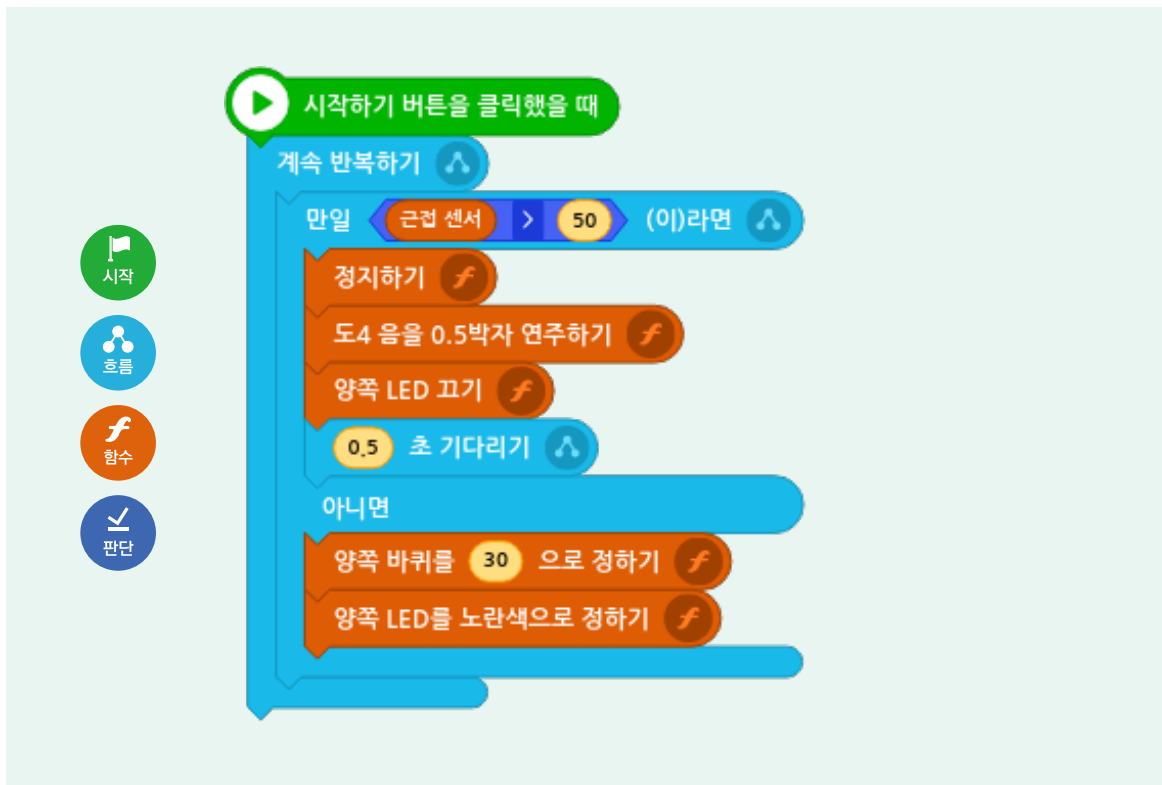 시작하기 버튼을 클릭했을 때
계속 반복하기
만일 근접 센서 > 50 (이)라면
정지하기
도4 음을 0.5박자 연주하기
양쪽 LED 끄기
0.5 초 기다리기
아니면
양쪽 바퀴를 30 으로 정하기
양쪽 LED를 노란색으로 정하기
시작
흐름
함수
판단